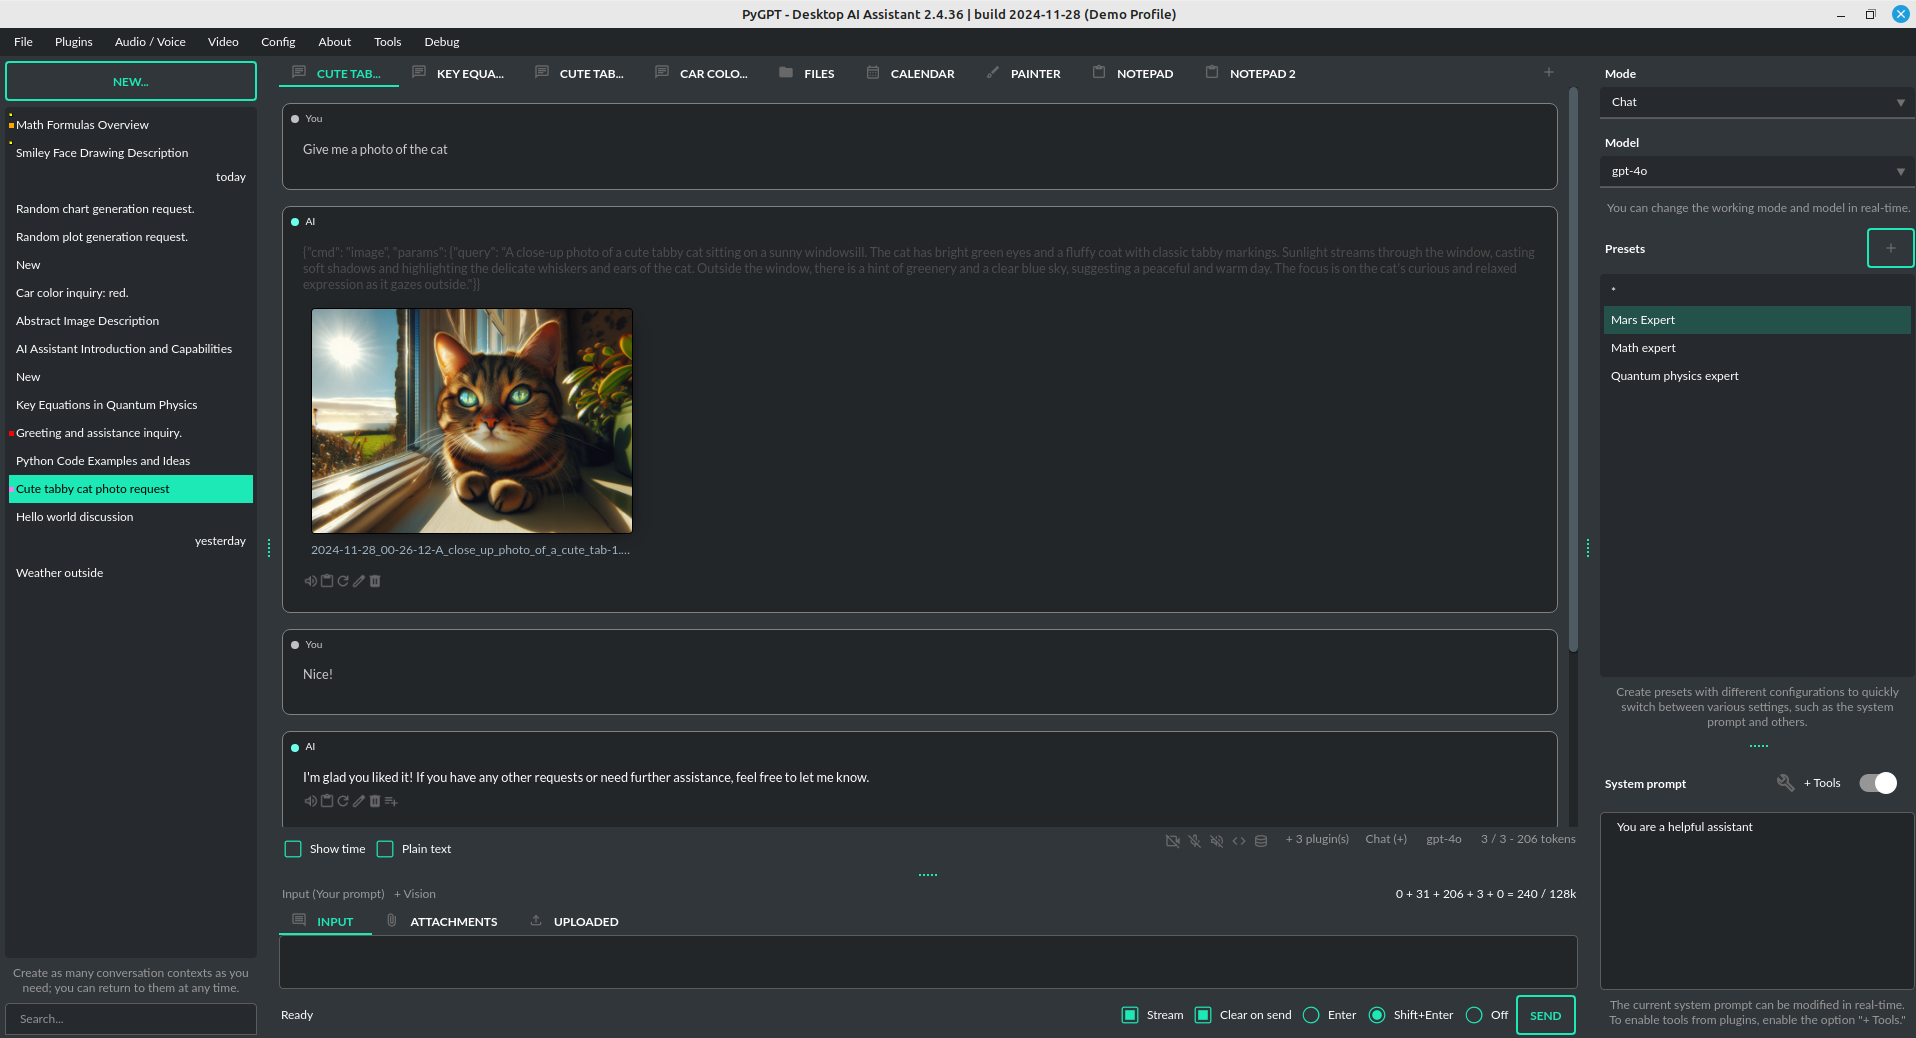 PyGPT - Desktop AI Assistant 2.4.36 | build 2024-11-28 (Demo Profile)
File Plugins Audio / Voice Video Config About Tools Debug
NEW...
Math Formulas Overview
Smiley Face Drawing Description
today
Random chart generation request.
Random plot generation request.
New
Car color inquiry: red.
Abstract Image Description
AI Assistant Introduction and Capabilities
New
Key Equations in Quantum Physics
Greeting and assistance inquiry.
Python Code Examples and Ideas
Cute tabby cat photo request
Hello world discussion
yesterday
Weather outside
Create as many conversation contexts as you
need; you can return to them at any time.
Search...
CUTE TAB... KEY EQUA... CUTE TAB... CAR COLO... FILES CALENDAR PAINTER NOTEPAD NOTEPAD 2
You
Give me a photo of the cat
AI
{"cmd": "image", "params": {"query": "A close-up photo of a cute tabby cat sitting on a sunny windowsill. The cat has bright green eyes and a fluffy coat with classic tabby markings. Sunlight streams through the window, casting
soft shadows and highlighting the delicate whiskers and ears of the cat. Outside the window, there is a hint of greenery and a clear blue sky, suggesting a peaceful and warm day. The focus is on the cat's curious and relaxed
expression as it gazes outside."}}
2024-11-28_00-26-12-A_close_up_photo_of_a_cute_tab-1....
You
Nice!
AI
I'm glad you liked it! If you have any other requests or need further assistance, feel free to let me know.
Show time Plain text
+ 3 plugin(s) Chat (+) gpt-4o 3 / 3 - 206 tokens
Input (Your prompt) + Vision
0 + 31 + 206 + 3 + 0 = 240 / 128k
INPUT ATTACHMENTS UPLOADED
Ready
Stream Clear on send Enter Shift+Enter Off SEND
Mode
Chat
Model
gpt-4o
You can change the working mode and model in real-time.
Presets
+
*
Mars Expert
Math expert
Quantum physics expert
Create presets with different configurations to quickly
switch between various settings, such as the system
prompt and others.
System prompt + Tools
You are a helpful assistant
The current system prompt can be modified in real-time.
To enable tools from plugins, enable the option "+ Tools."